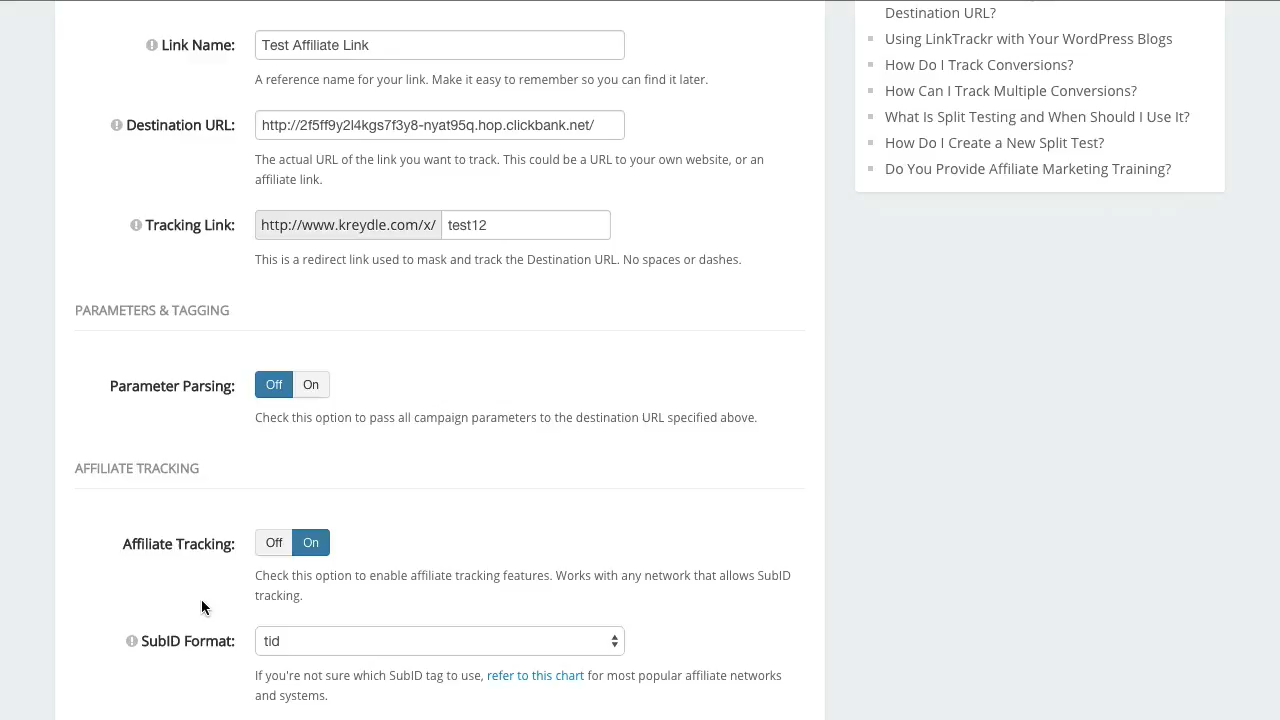 Link Name:
Test Affiliate Link
A reference name for your link. Make it easy to remember so you can find it later.
Destination URL:
http://2f5ff9y2l4kgs7f3y8-nyat95q.hop.clickbank.net/
The actual URL of the link you want to track. This could be a URL to your own website, or an
affiliate link.
Tracking Link:
http://www.kreydle.com/x/ test12
This is a redirect link used to mask and track the Destination URL. No spaces or dashes.
PARAMETERS & TAGGING
Parameter Parsing:
Off On
Check this option to pass all campaign parameters to the destination URL specified above.
AFFILIATE TRACKING
Affiliate Tracking:
Off On
Check this option to enable affiliate tracking features. Works with any network that allows SubID
tracking.
SubID Format:
tid
If you're not sure which SubID tag to use, refer to this chart for most popular affiliate networks
and systems.
Destination URL?
Using LinkTrackr with Your WordPress Blogs
How Do I Track Conversions?
How Can I Track Multiple Conversions?
What Is Split Testing and When Should I Use It?
How Do I Create a New Split Test?
Do You Provide Affiliate Marketing Training?